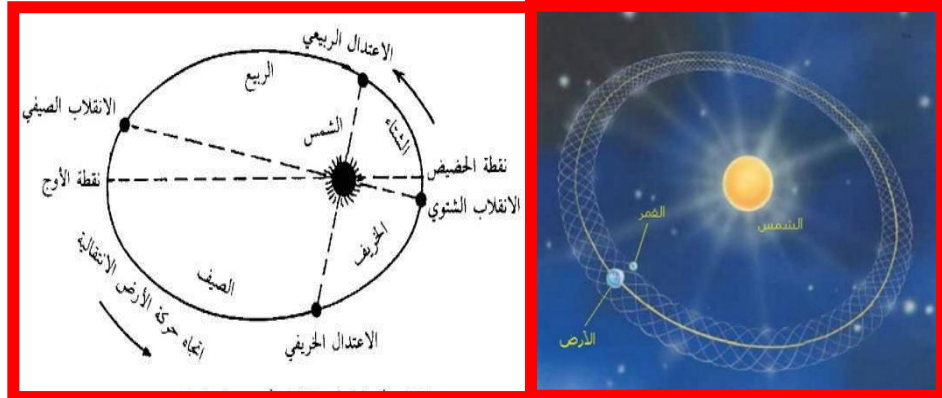 الاعتدال الربيعي
الربيع
الانقلاب الصيفي
الشمس
الشتاء
نقطة الحضيض
نقطة الأوج
الانقلاب الشتوي
الخريف
الصيف
اتجاه حركة الأرض الانتقالية
الاعتدال الخريفي
القمر
الشمس
الأرض